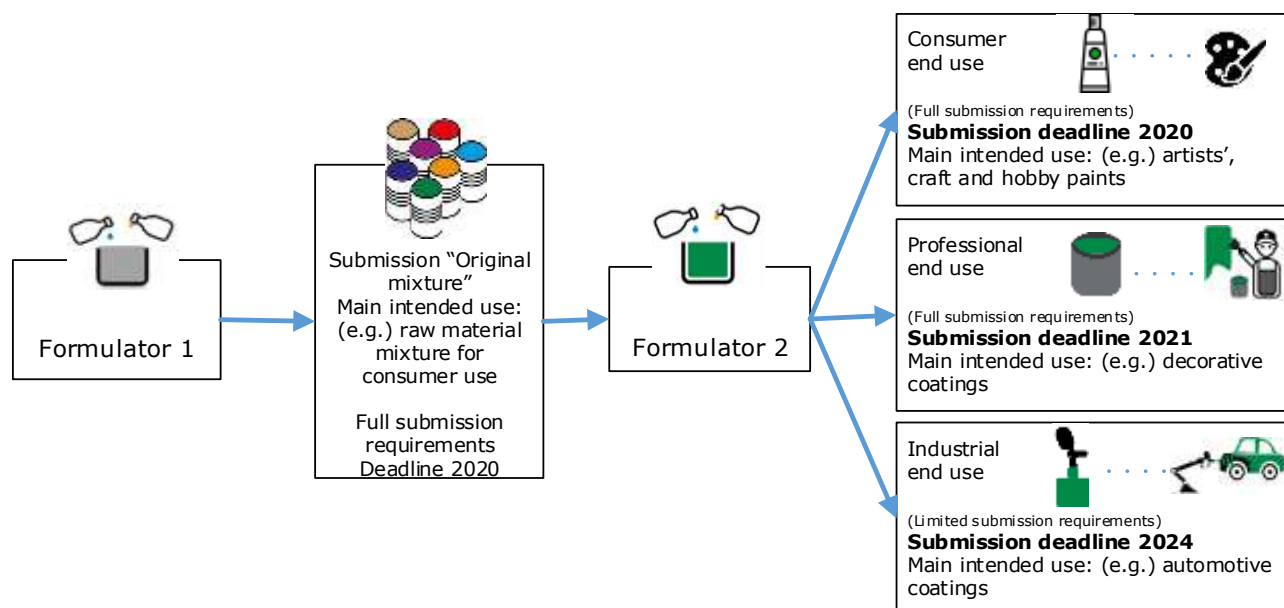 Formulator 1
Submission “Original
mixture”
Main intended use:
(e.g.) raw material
mixture for
consumer use
Full submission
requirements
Deadline 2020
Formulator 2
Consumer
end use
(Full submission requirements)
Submission deadline 2020
Main intended use: (e.g.) artists’,
craft and hobby paints
Professional
end use
(Full submission requirements)
Submission deadline 2021
Main intended use: (e.g.) decorative
coatings
Industrial
end use
(Limited submission requirements)
Submission deadline 2024
Main intended use: (e.g.) automotive
coatings